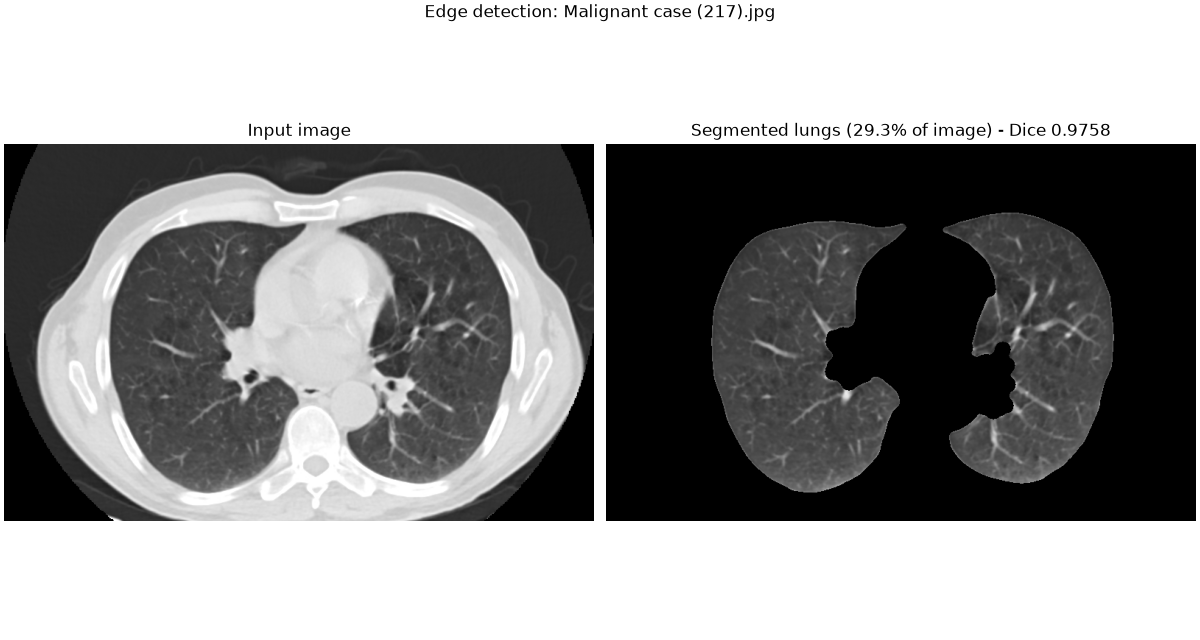 Edge detection: Malignant case (217).jpg
Input image
Segmented lungs (29.3% of image) - Dice 0.9758